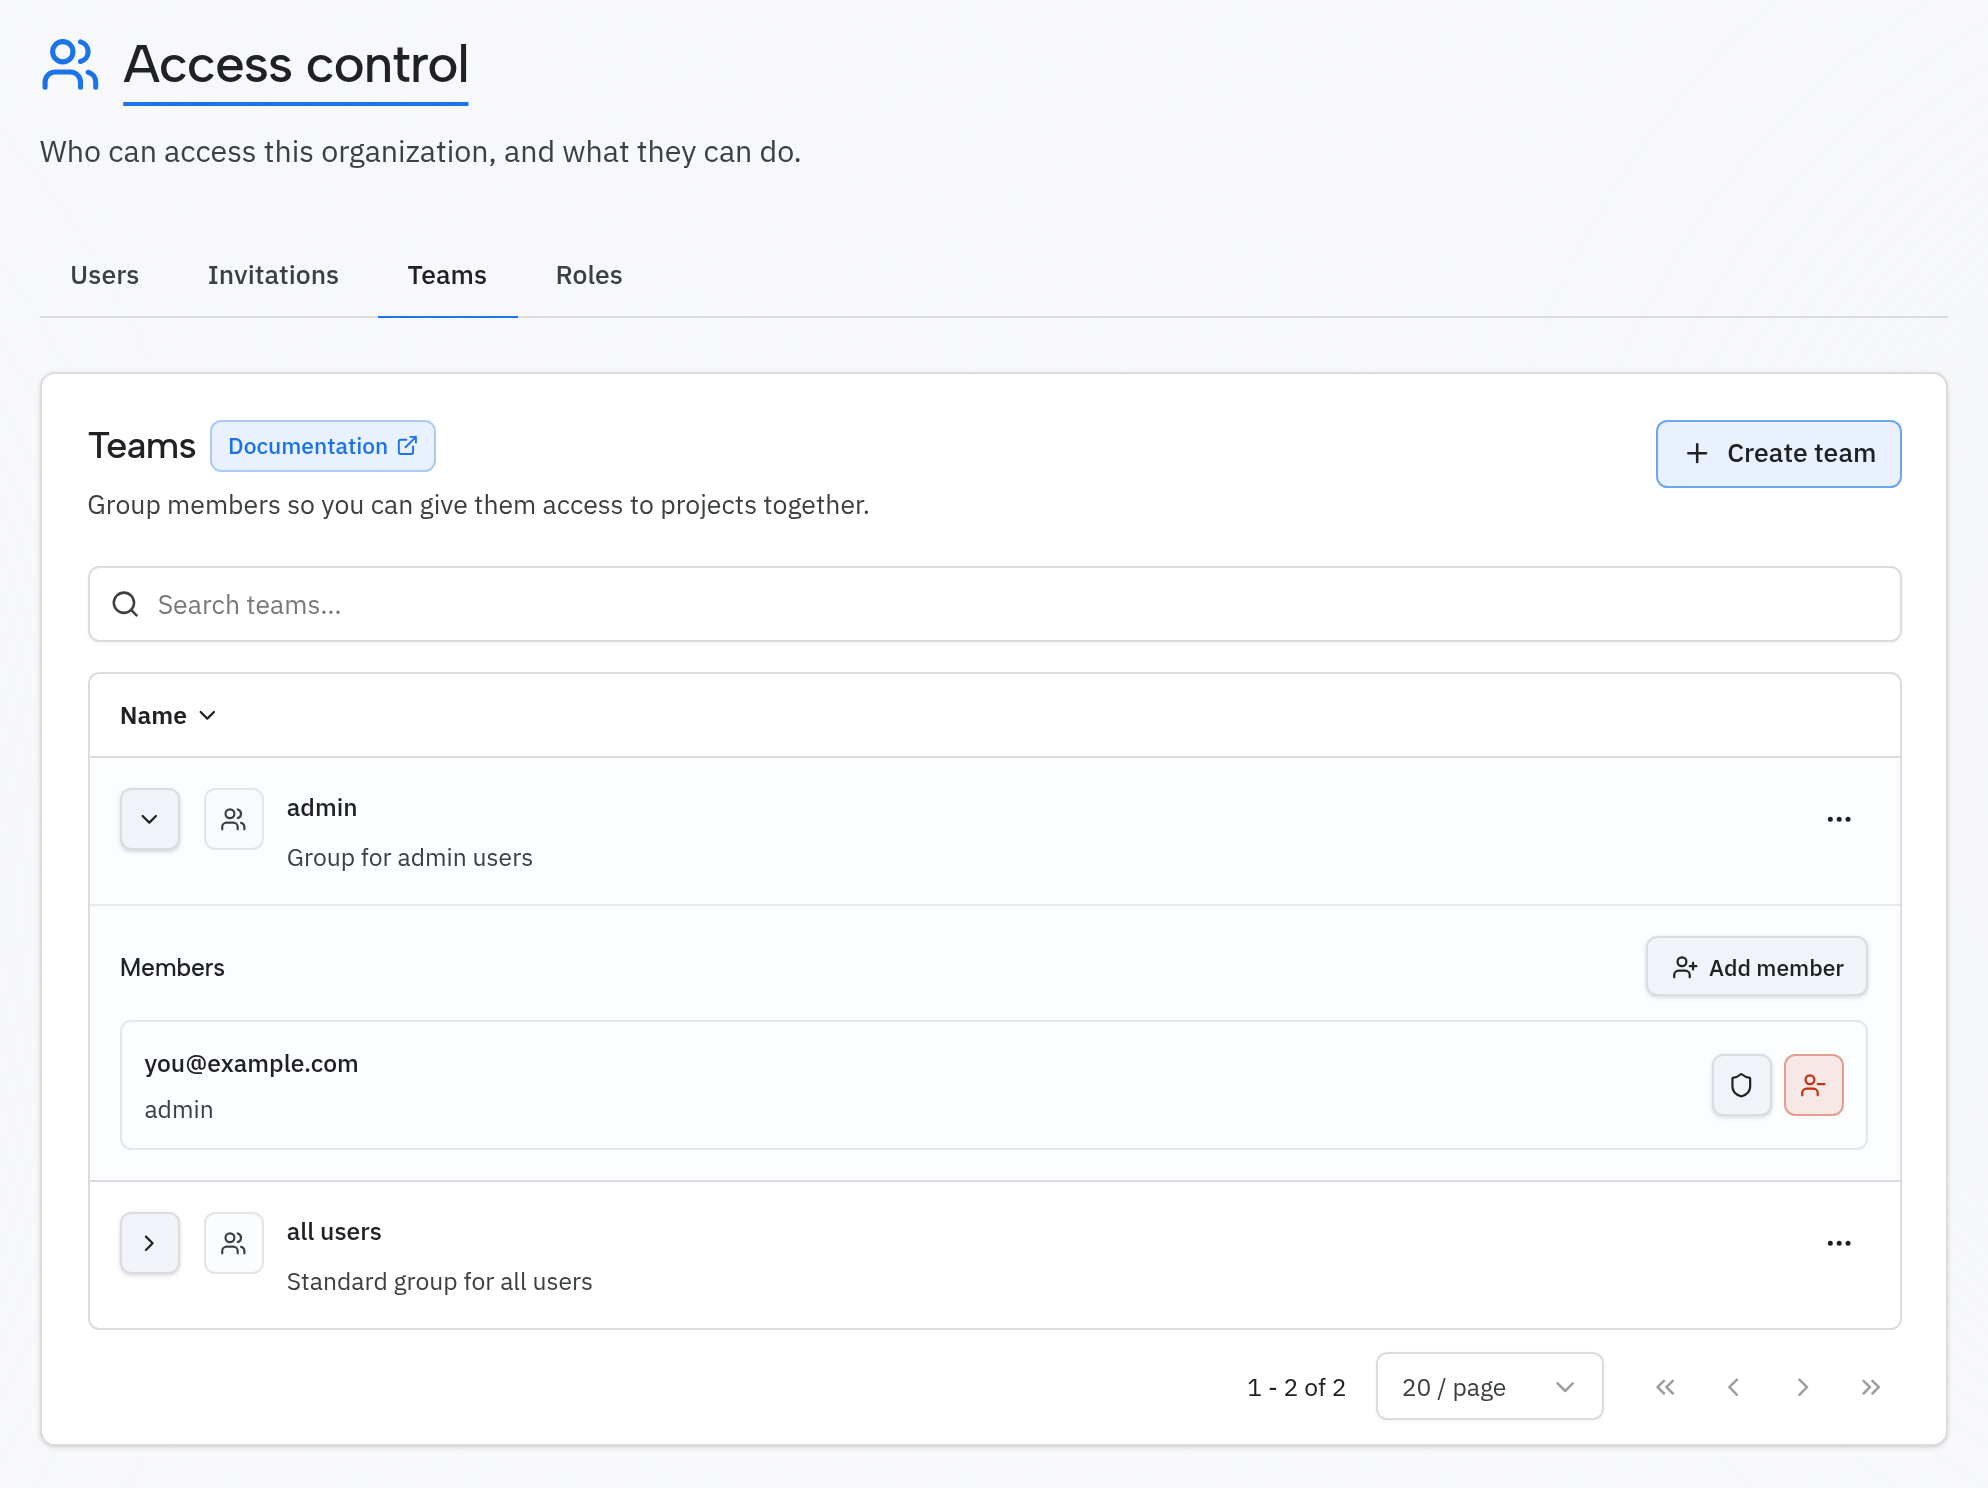 Access control
Who can access this organization, and what they can do.
Users
Invitations
Teams
Roles
Teams
Documentation
Create team
Group members so you can give them access to projects together.
Search teams...
Name
admin
Group for admin users
Members
Add member
you@example.com
admin
all users
Standard group for all users
1 - 2 of 2
20 / page